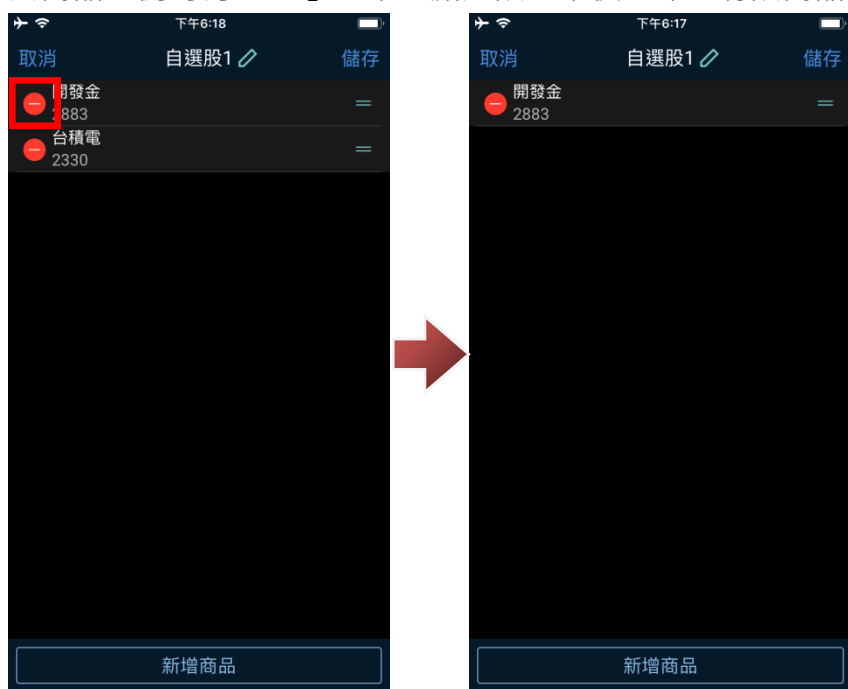 下午6:18
取消
自選股1
儲存
開發金
2883
台積電
2330
新增商品
下午6:17
取消
自選股1
儲存
開發金
2883
新增商品